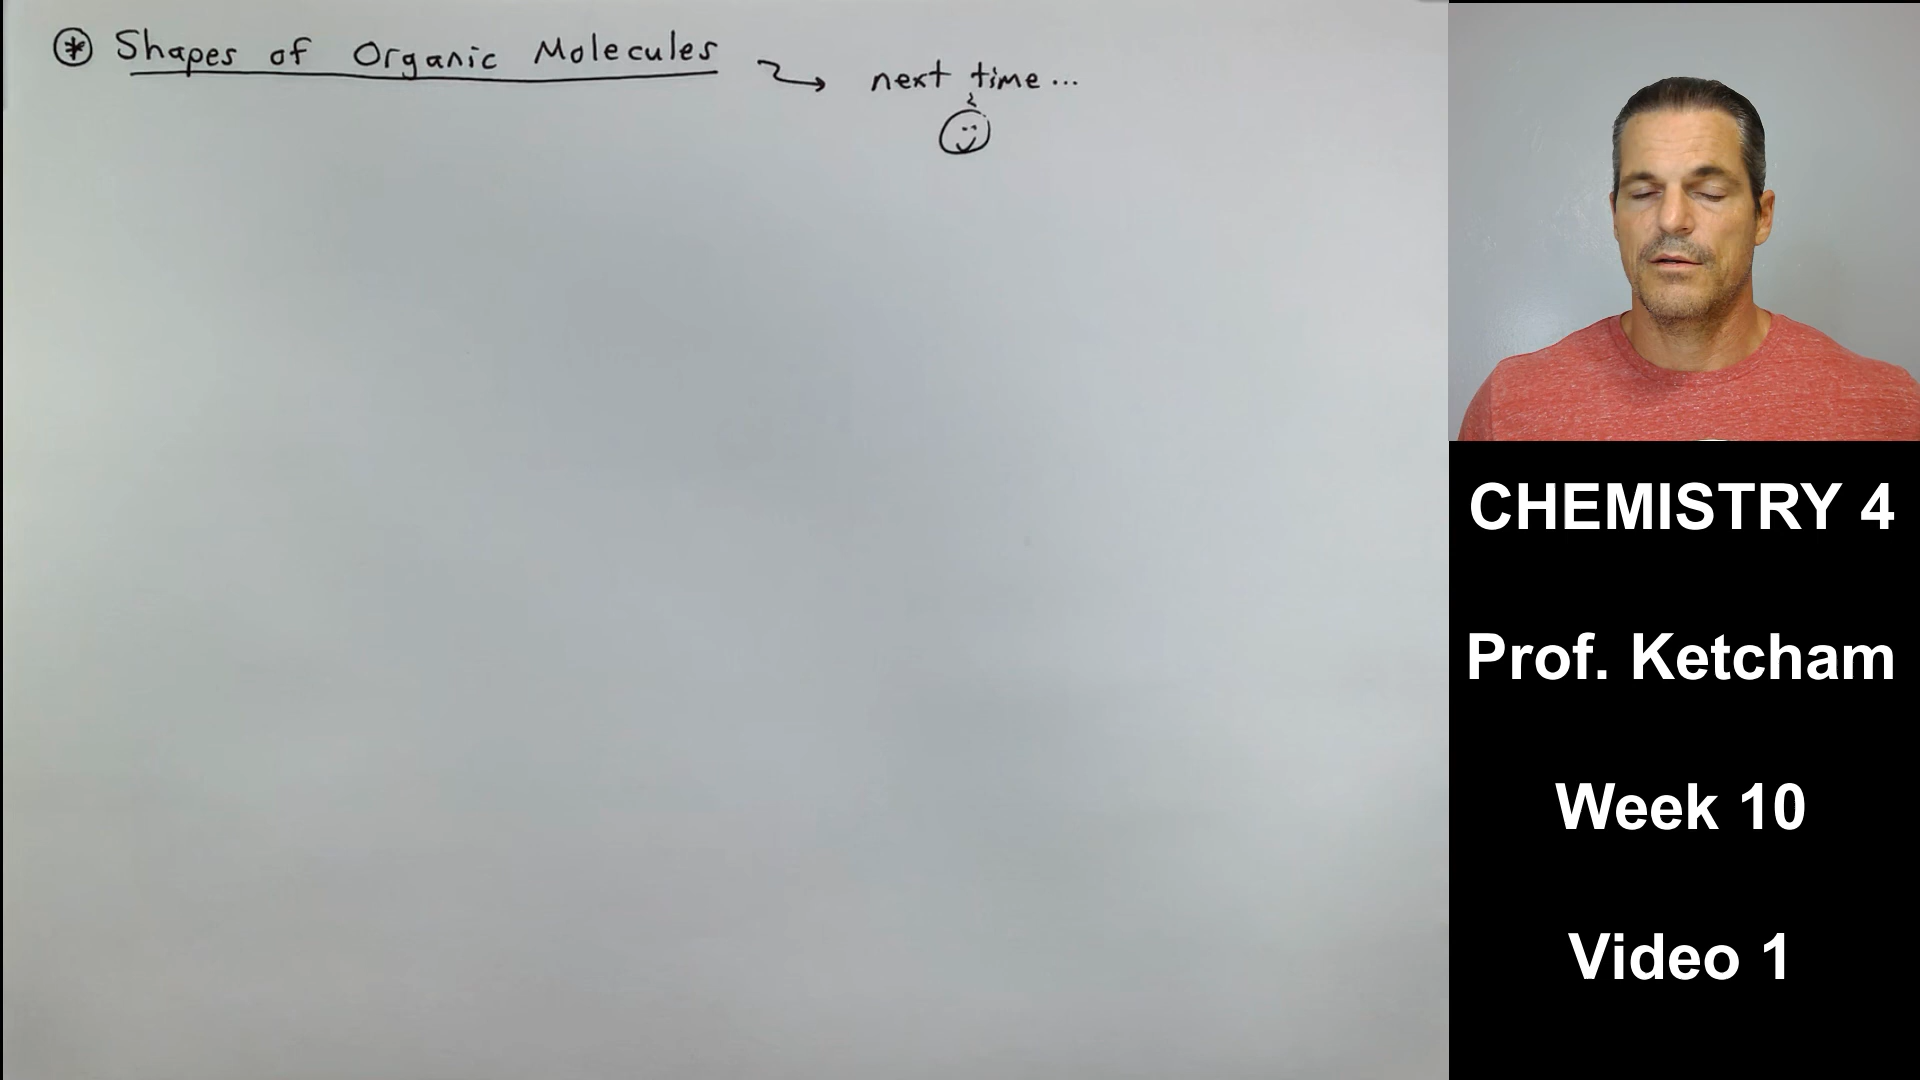 Shapes of Organic Molecules
next time...
CHEMISTRY 4
Prof. Ketcham
Week 10
Video 1